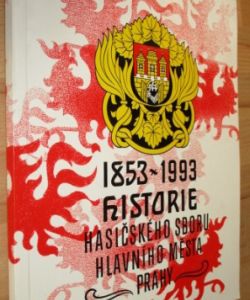 1853~1993
HISTORIE
HASIČSKÉHO SBORU
HLAVNÍHO MĚSTA
PRAHY